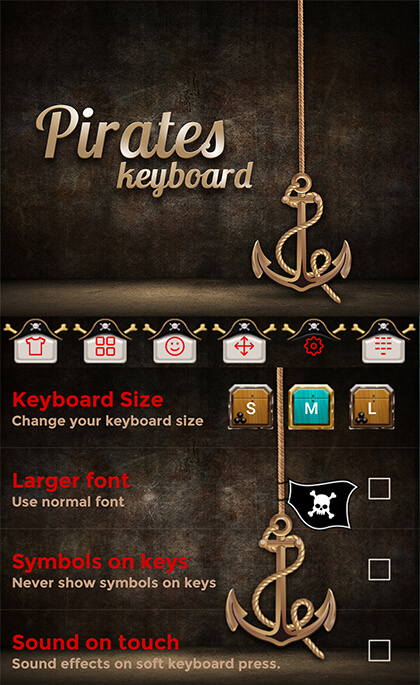 Pirates
keyboard
Keyboard Size
Change your keyboard size
S M L
Larger font
Use normal font
Symbols on keys
Never show symbols on keys
Sound on touch
Sound effects on soft keyboard press.